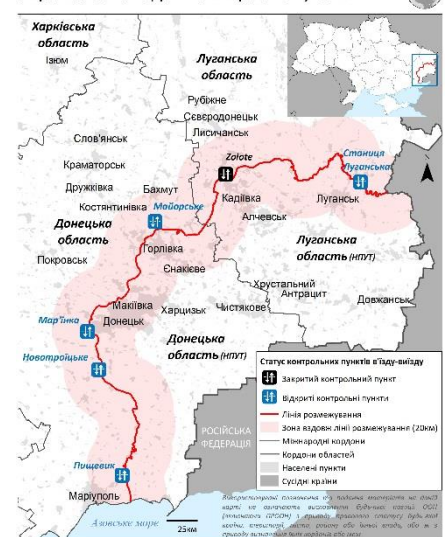 Харківська
область
Ізюм
Луганська
область
Рубіжне
Сєвєродонецьк
Лисичанськ
Слов'янськ
Zолоте
Станиця
Луганська
Краматорськ
Дружківка
Бахмут
Кадіївка
Луганськ
Костянтинівка
Майорське
Алчевськ
Донецька
область
Горлівка
Луганська
область (НПУТ)
Покровськ
Єнакієве
Хрустальний
Антрацит
Довжанськ
Макіївка
Харцизьк
Чистякове
Донецьк
Мар'їнка
Донецька
область (НПУТ)
Новотроїцьке
Статус контрольних пунктів в'їзду-виїзду
Закритий контрольний пункт
Відкриті контрольні пункти
Лінія розмежування
Зона вздовж лінії розмежування (20км)
Міжнародні кордони
Кордони областей
Населені пункти
Сусідні країни
РОСІЙСЬКА
ФЕДЕРАЦІЯ
Пищевик
Маріуполь
Азовське море
25км